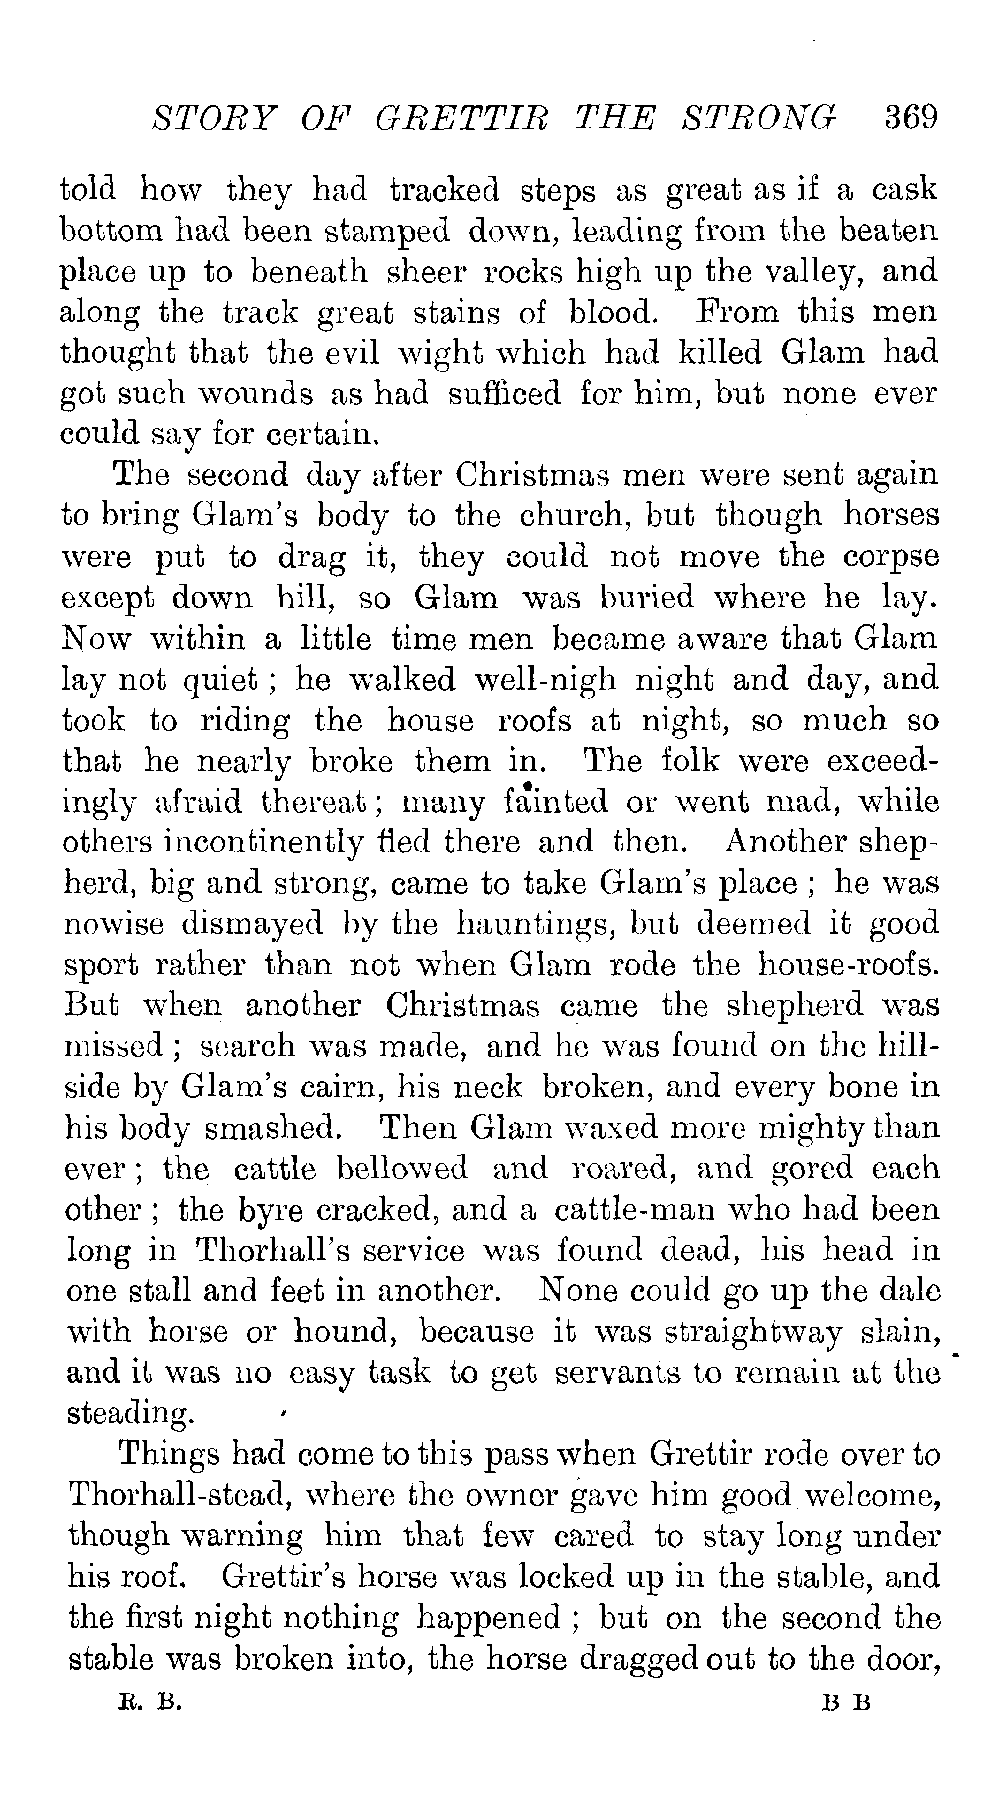 STORY OF GRETTIR THE STRONG 369
told how they had tracked steps as great as if a cask
bottom had been stamped down, leading from the beaten
place up to beneath sheer rocks high up the valley, and
along the track great stains of blood. From this men
thought that the evil wight which had killed Glam had
got such wounds as had sufficed for him, but none ever
could say for certain.
The second day after Christmas men were sent again
to bring Glam's body to the church, but though horses
were put to drag it, they could not move the corpse
except down hill, so Glam was buried where he lay.
Now within a little time men became aware that Glam
lay not quiet ; he walked well-nigh night and day, and
took to riding the house roofs at night, so much so
that he nearly broke them in. The folk were exceed-
ingly afraid thereat ; many fainted or went mad, while
others incontinently fled there and then. Another shep-
herd, big and strong, came to take Glam's place ; he was
nowise dismayed by the hauntings, but deemed it good
sport rather than not when Glam rode the house-roofs.
But when another Christmas came the shepherd was
missed ; search was made, and he was found on the hill-
side by Glam's cairn, his neck broken, and every bone in
his body smashed. Then Glam waxed more mighty than
ever ; the cattle bellowed and roared, and gored each
other ; the byre cracked, and a cattle-man who had been
long in Thorhall's service was found dead, his head in
one stall and feet in another. None could go up the dale
with horse or hound, because it was straightway slain,
and it was no easy task to get servants to remain at the
steading.
Things had come to this pass when Grettir rode over to
Thorhall-stead, where the owner gave him good welcome,
though warning him that few cared to stay long under
his roof. Grettir's horse was locked up in the stable, and
the first night nothing happened ; but on the second the
stable was broken into, the horse dragged out to the door,
R. B. B B